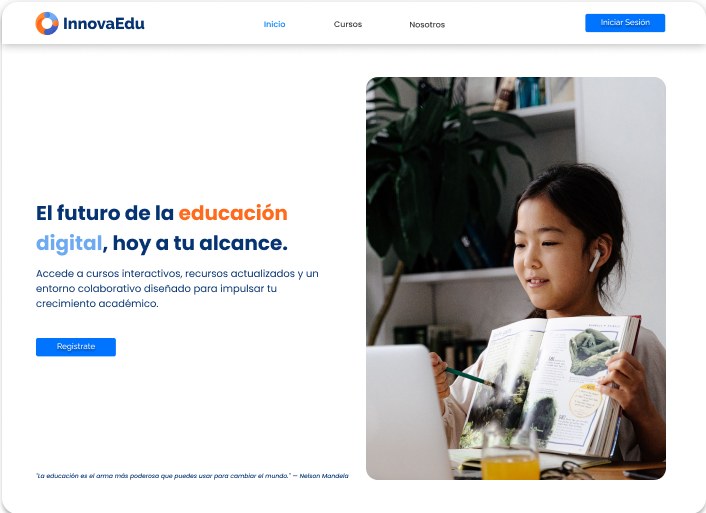 InnovaEdu
Inicio
Cursos
Nosotros
Iniciar Sesión
El futuro de la educación
digital, hoy a tu alcance.
Accede a cursos interactivos, recursos actualizados y un
entorno colaborativo diseñado para impulsar tu
crecimiento académico.
Registrate
"La educación es el arma más poderosa que puedes usar para cambiar el mundo." — Nelson Mandela